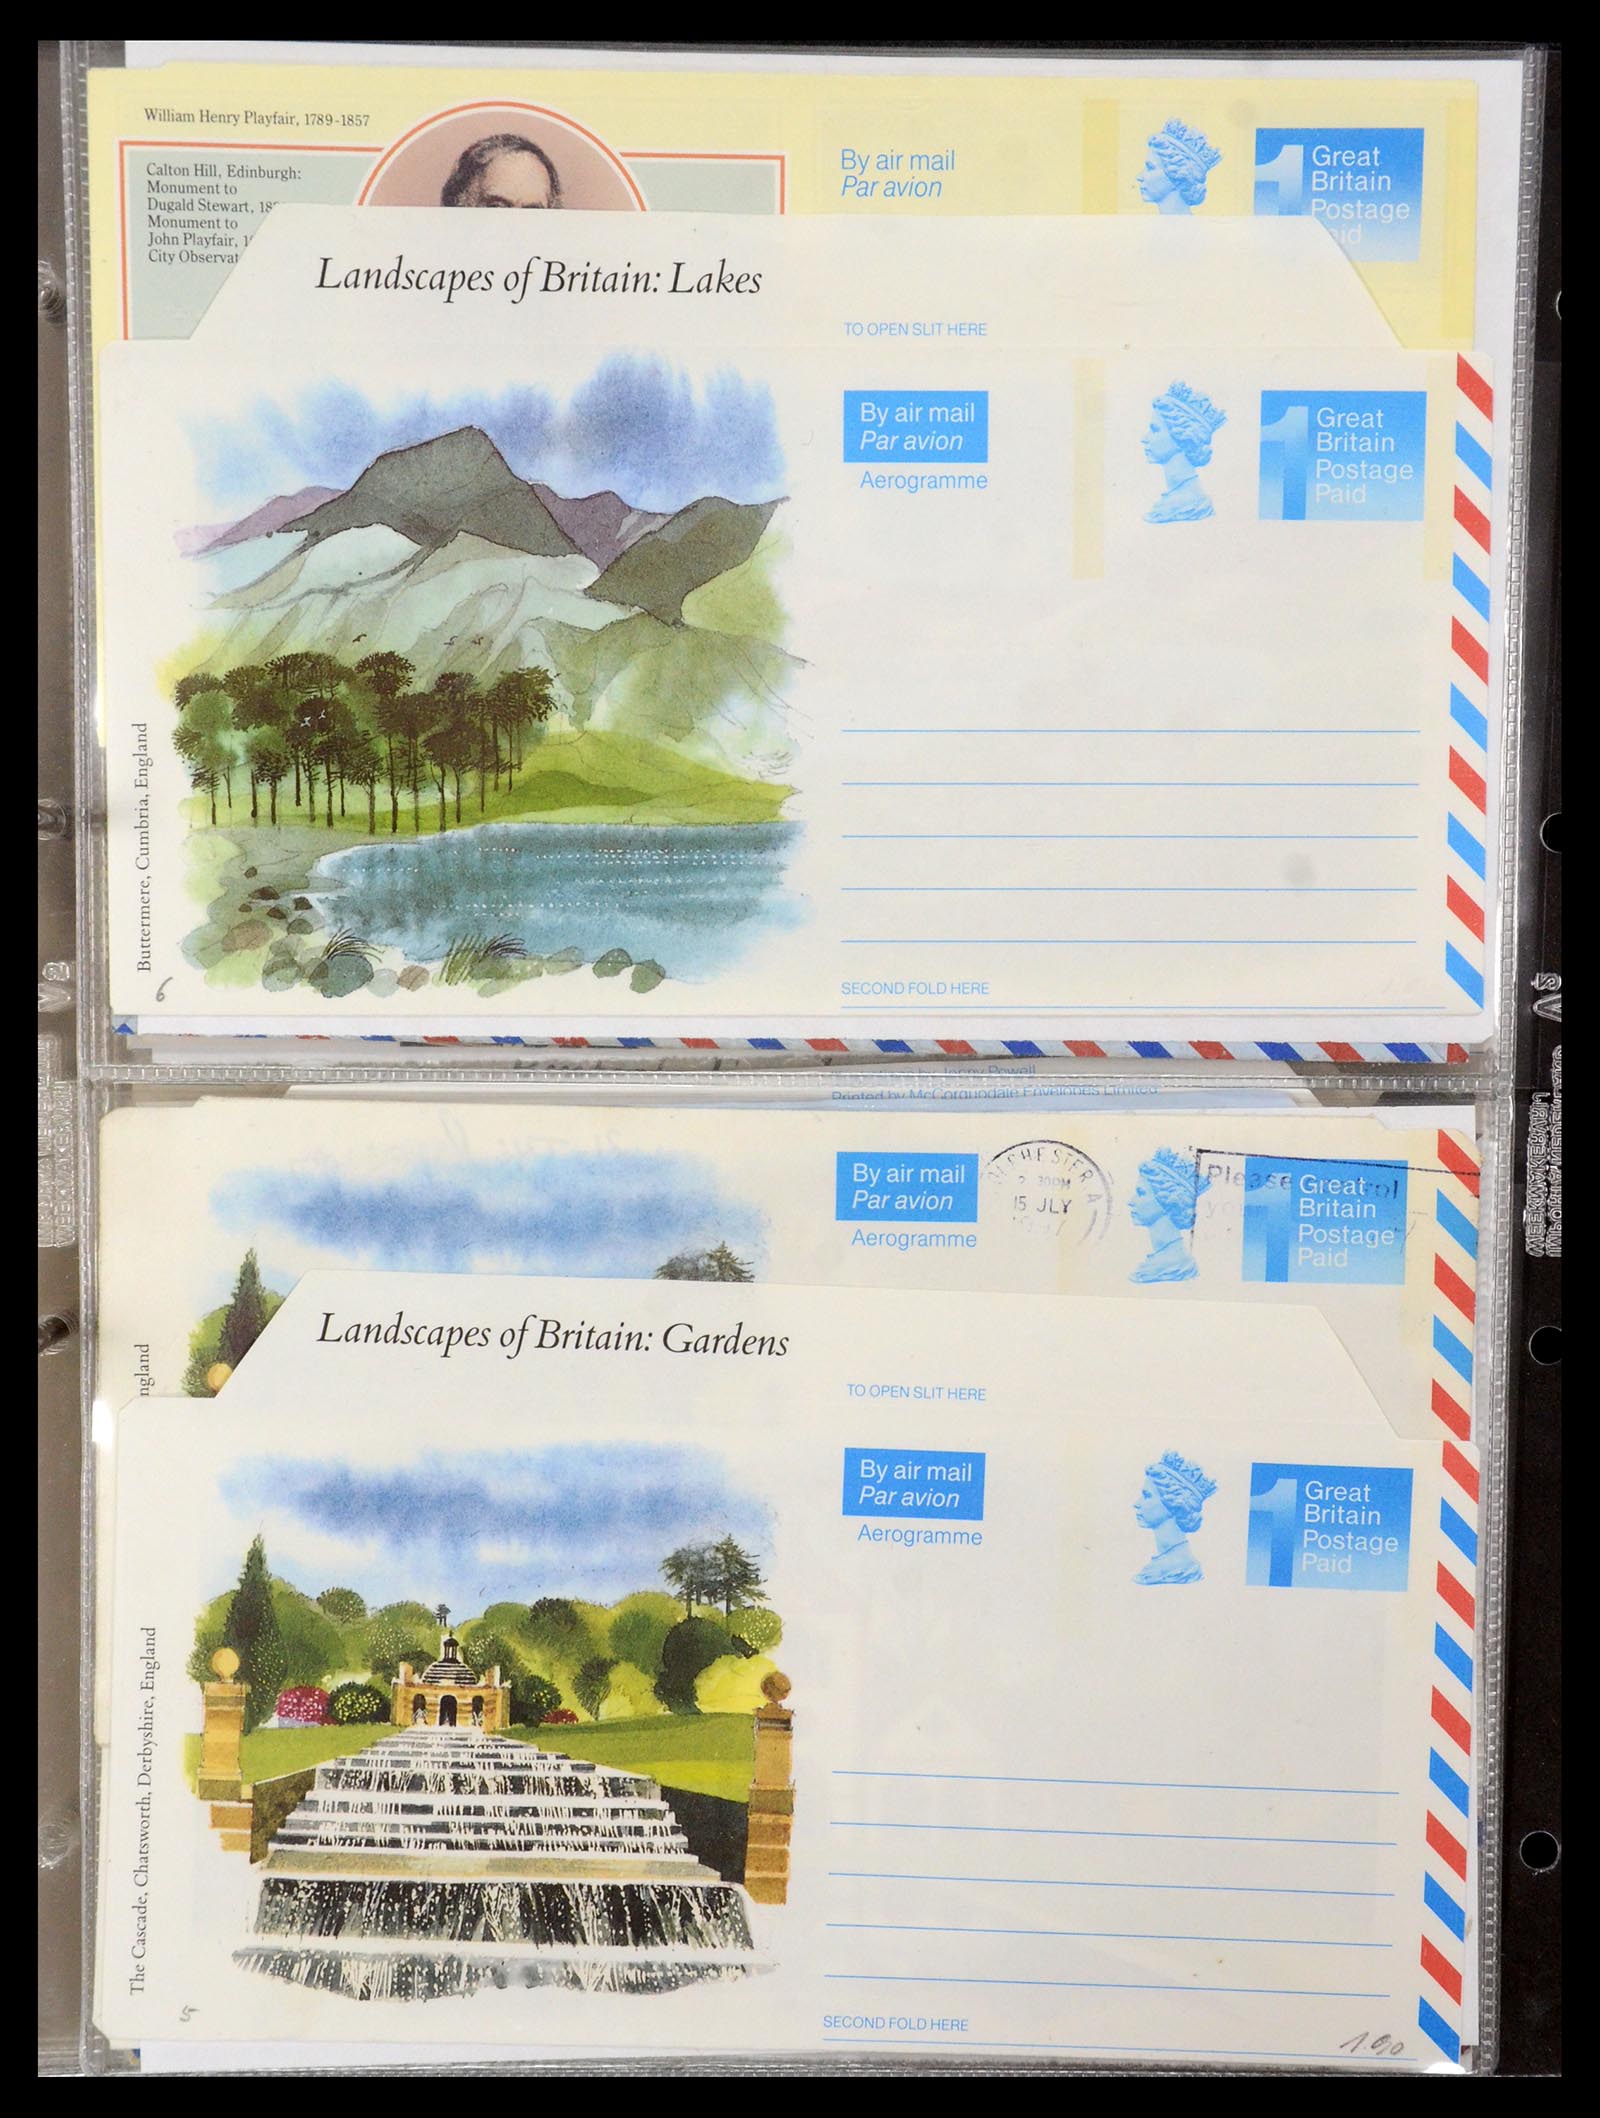 William Henry Playfair, 1789-1857
Calton Hill, Edinburgh:
Monument to
Dugald Stewart, 18
Monument to
John Playfair, 1
City Observat
By air mail
Par avion
Great
Britain
Postage
Landscapes of Britain: Lakes
TO OPEN SLIT HERE
By air mail
Par avion
Aerogramme
1
Great
Britain
Postage
Paid
Buttermere, Cumbria, England
6
SECOND FOLD HERE
Printed by McCorquodale Envelopes Limited
By air mail
Par avion
Aerogramme
15 JLY
Please
Great
Britain
Postage
Paid
ngland
Landscapes of Britain: Gardens
TO OPEN SLIT HERE
By air mail
Par avion
Aerogramme
1
Great
Britain
Postage
Paid
The Cascade, Chatsworth, Derbyshire, England
5
SECOND FOLD HERE
1.90